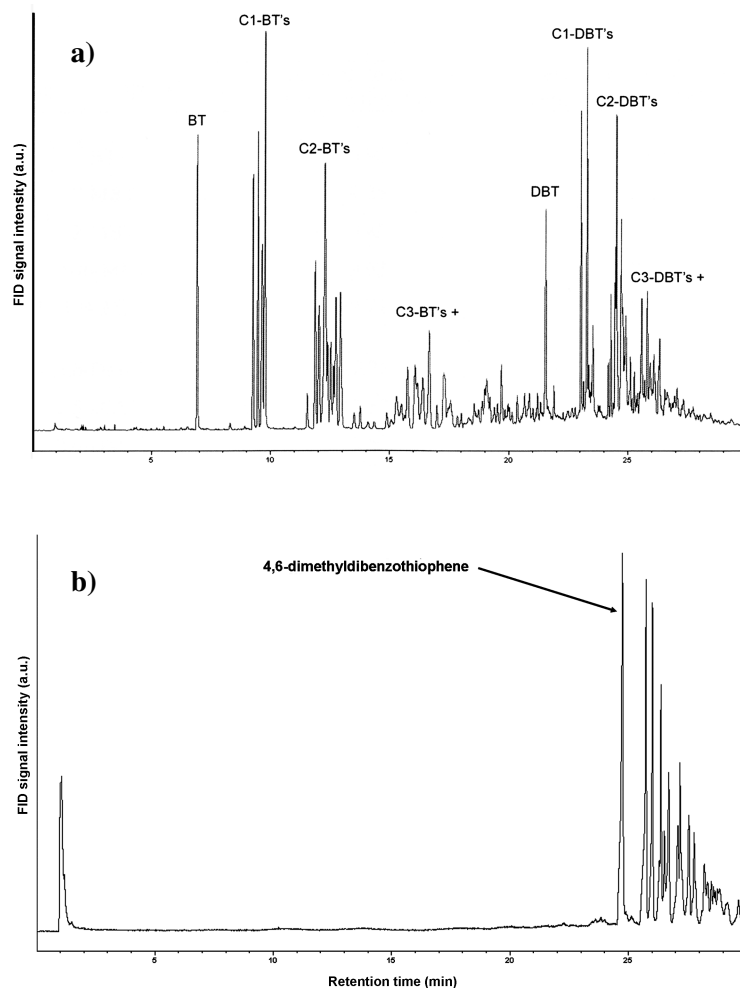 a)
C1-BT's
BT
C2-BT's
C3-BT's +
DBT
C1-DBT's
C2-DBT's
C3-DBT's +
FID signal intensity (a.u.)
5 10 15 20 25
b)
4,6-dimethyldibenzothiophene
FID signal intensity (a.u.)
5 10 15 20 25
Retention time (min)